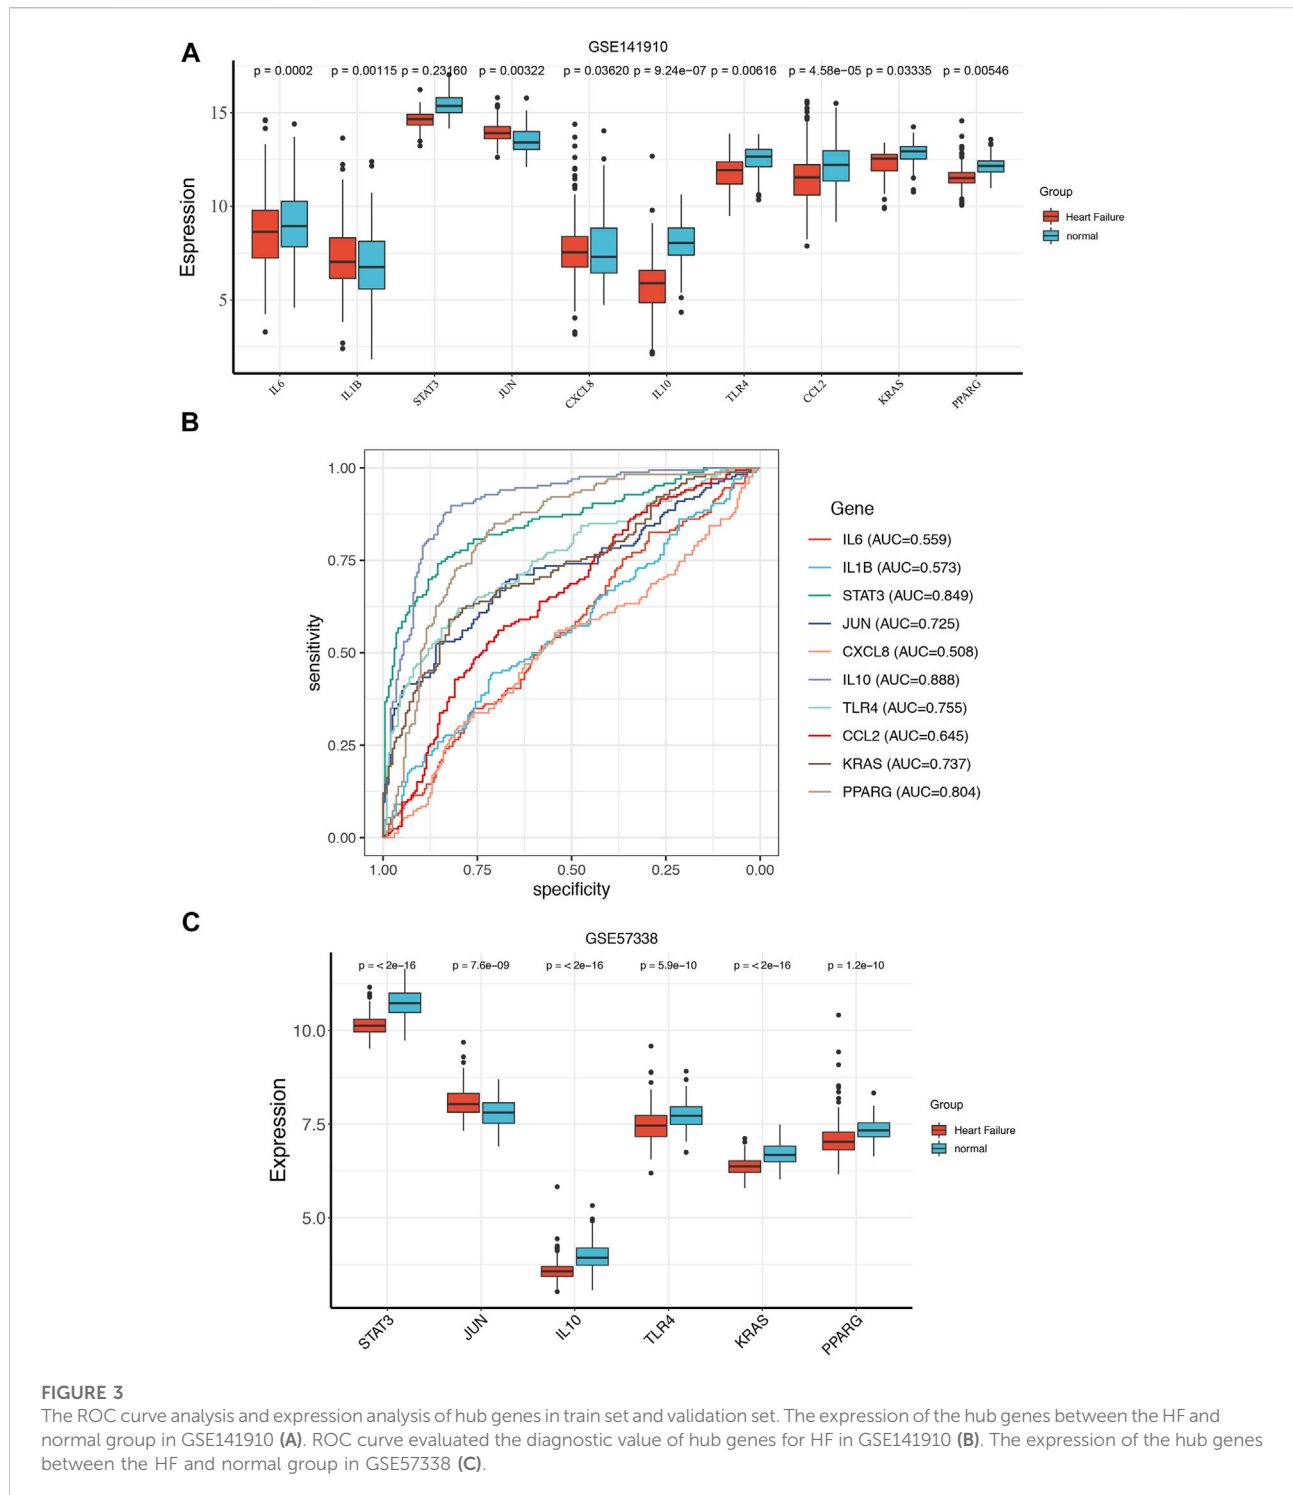 A
GSE141910
p = 0.0002 p = 0.00115 p = 0.23160 p = 0.00322 p = 0.03620 p = 9.24e-07 p = 0.00616 p = 4.58e-05 p = 0.03335 p = 0.00546
15
10
5
Espression
IL6 IL1B STAT3 JUN CXCL8 IL10 TLR4 CCL2 KRAS PPARG
Group
Heart Failure
normal
B
1.00
0.75
0.50
0.25
0.00
sensitivity
1.00 0.75 0.50 0.25 0.00
specificity
Gene
IL6 (AUC=0.559)
IL1B (AUC=0.573)
STAT3 (AUC=0.849)
JUN (AUC=0.725)
CXCL8 (AUC=0.508)
IL10 (AUC=0.888)
TLR4 (AUC=0.755)
CCL2 (AUC=0.645)
KRAS (AUC=0.737)
PPARG (AUC=0.804)
C
GSE57338
p = < 2e-16 p = 7.6e-09 p = < 2e-16 p = 5.9e-10 p = < 2e-16 p = 1.2e-10
10.0
7.5
5.0
Expression
STAT3 JUN IL10 TLR4 KRAS PPARG
Group
Heart Failure
normal
FIGURE 3
The ROC curve analysis and expression analysis of hub genes in train set and validation set. The expression of the hub genes between the HF and
normal group in GSE141910 (A). ROC curve evaluated the diagnostic value of hub genes for HF in GSE141910 (B). The expression of the hub genes
between the HF and normal group in GSE57338 (C).